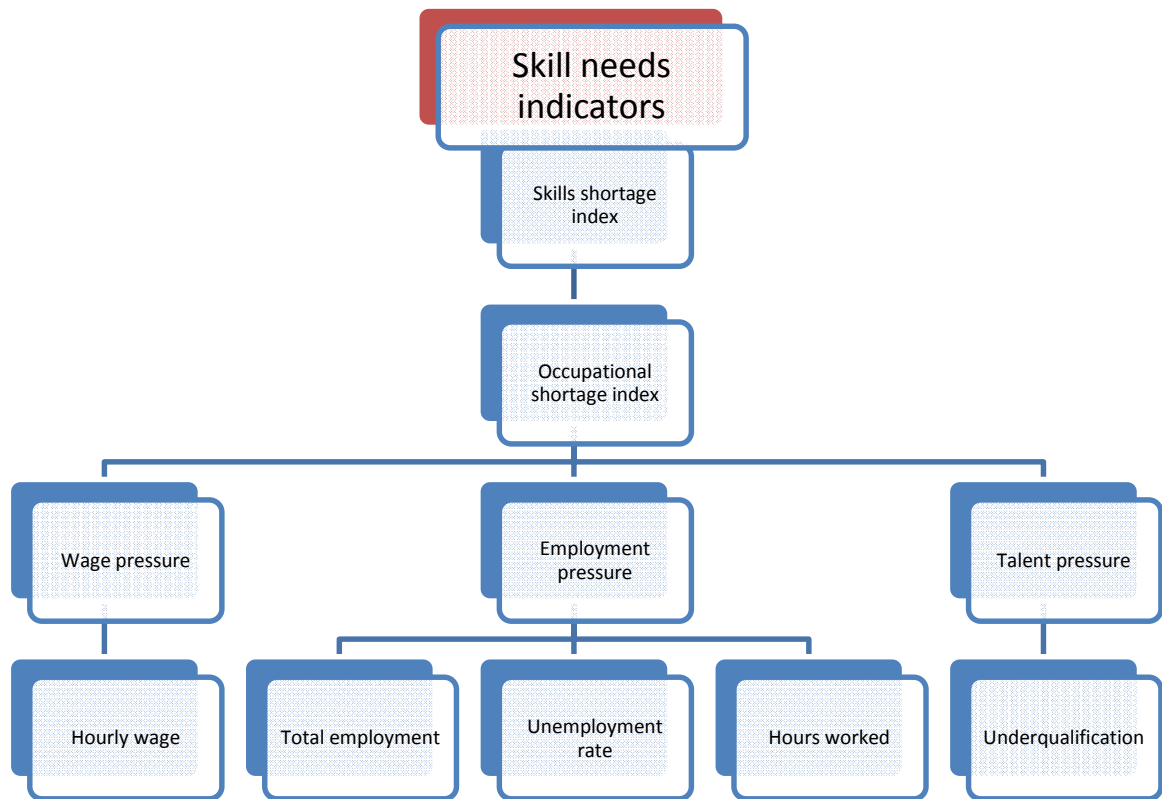 Skill needs
indicators
Skills shortage
index
Occupational
shortage index
Wage pressure
Employment
pressure
Talent pressure
Hourly wage
Total employment
Unemployment
rate
Hours worked
Underqualification